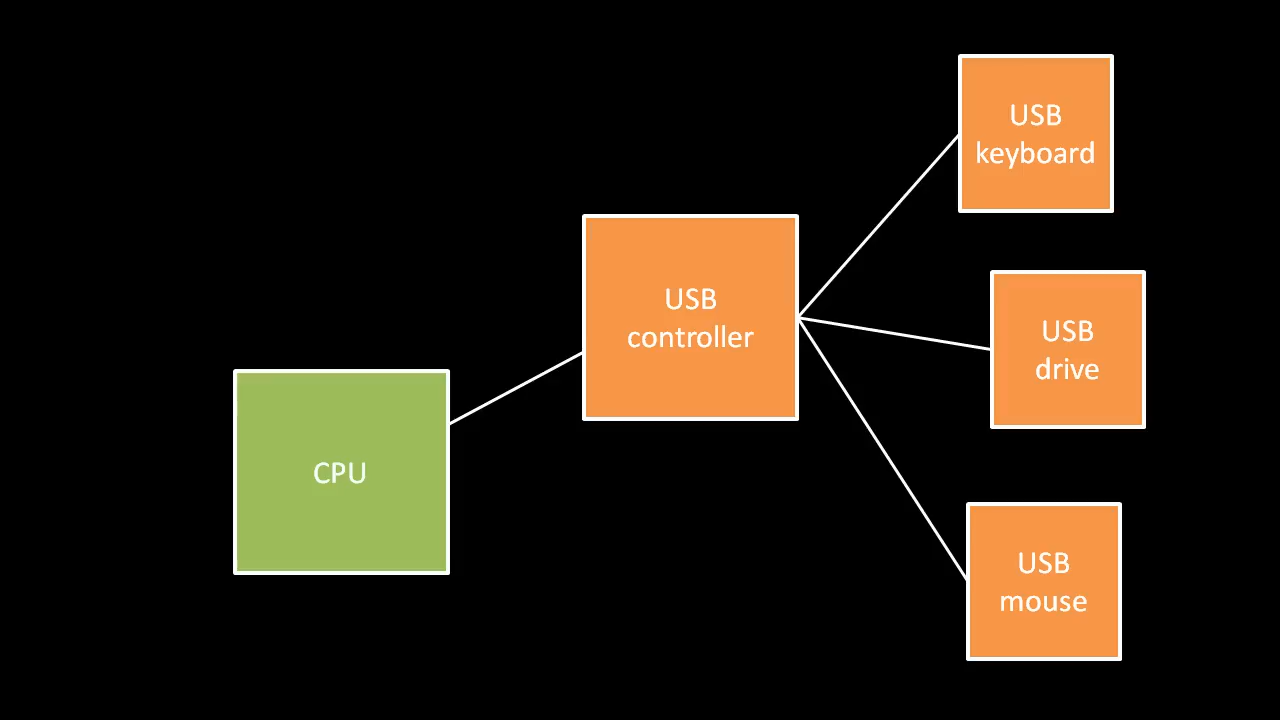 USB
keyboard
USB
controller
USB
drive
CPU
USB
mouse